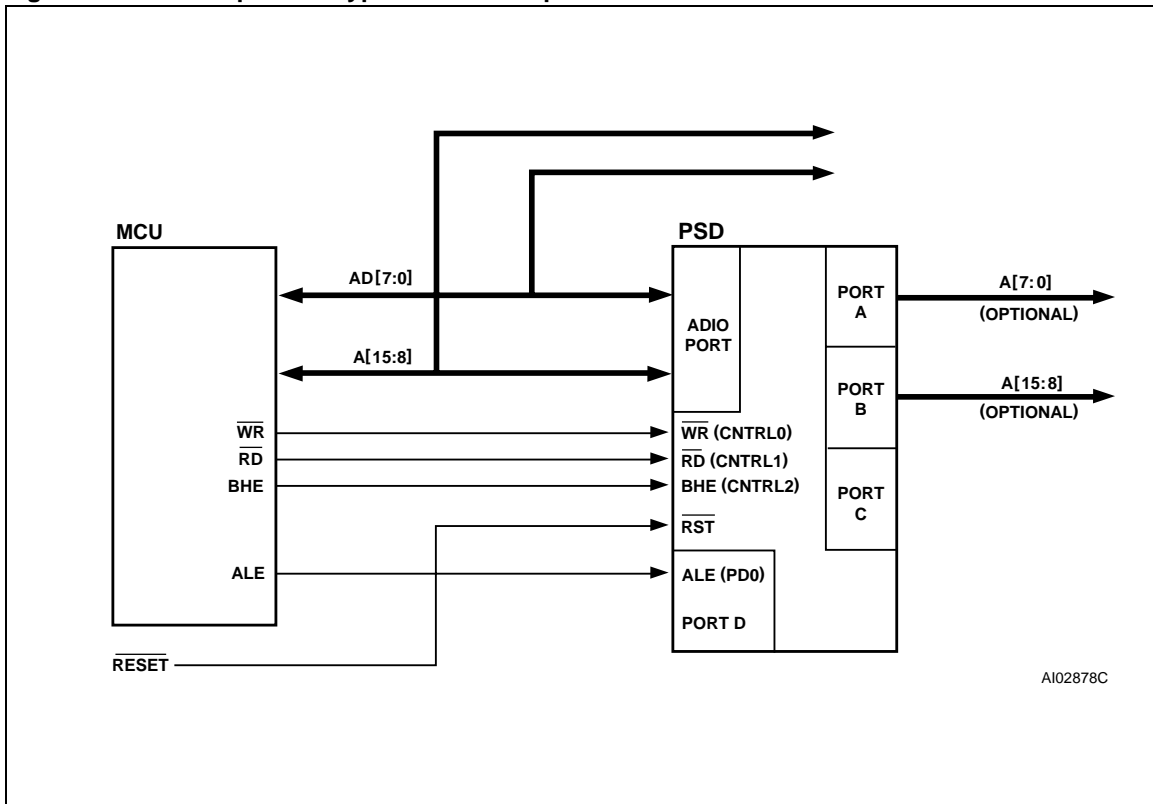 MCU
PSD
AD[7:0]
A[15:8]
ADIO
PORT
PORT
A
A[7:0]
(OPTIONAL)
PORT
B
A[15:8]
(OPTIONAL)
PORT
C
WR
RD
BHE
ALE
RESET
WR (CNTRL0)
RD (CNTRL1)
BHE (CNTRL2)
RST
ALE (PD0)
PORT D
AI02878C